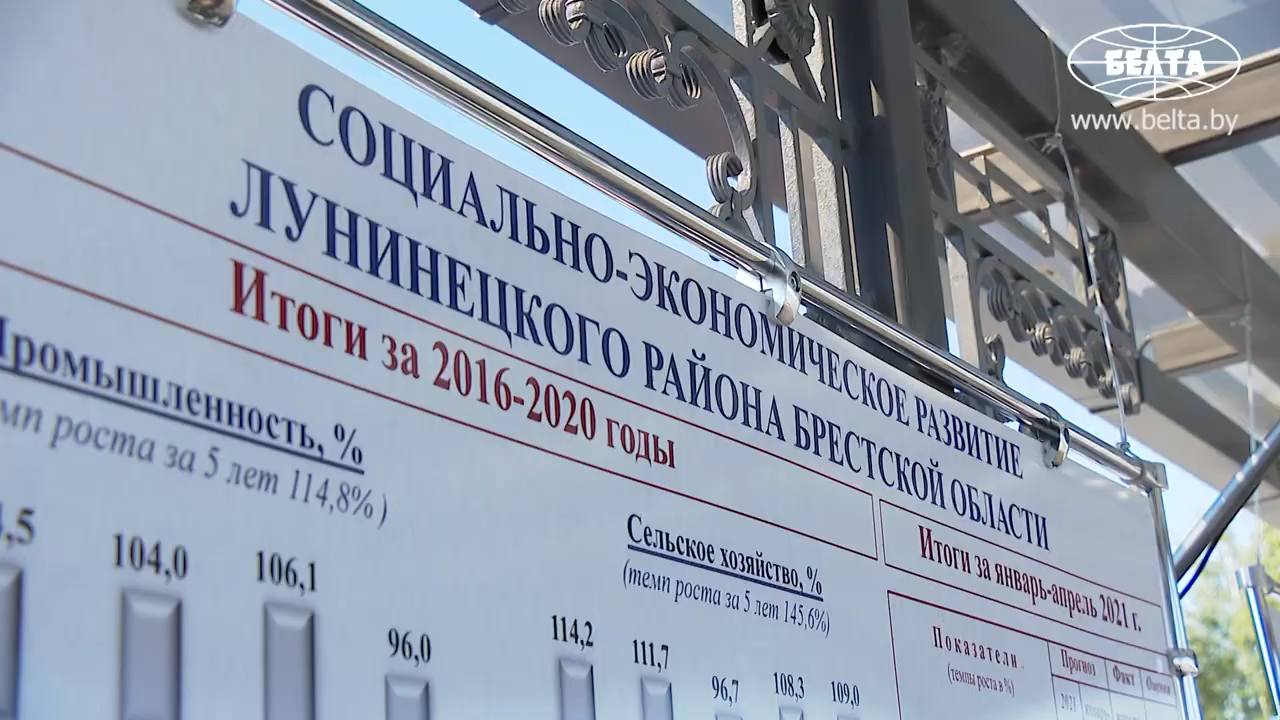 БЕЛТА
www.belta.by
СОЦИАЛЬНО-ЭКОНОМИЧЕСКОЕ РАЗВИТИЕ
ЛУНИНЕЦКОГО РАЙОНА БРЕСТСКОЙ ОБЛАСТИ
Итоги за 2016-2020 годы
Промышленность, %
роста за 5 лет 114,8%)
104,0
106,1
96,0
Сельское хозяйство, %
(темп роста за 5 лет 145,6%)
114,2
111,7
96,7
108,3
109,0
Итоги за январь-апрель 2021 г.
Показатели
(темпы роста в %)
Прогноз Факт Оценка
2021